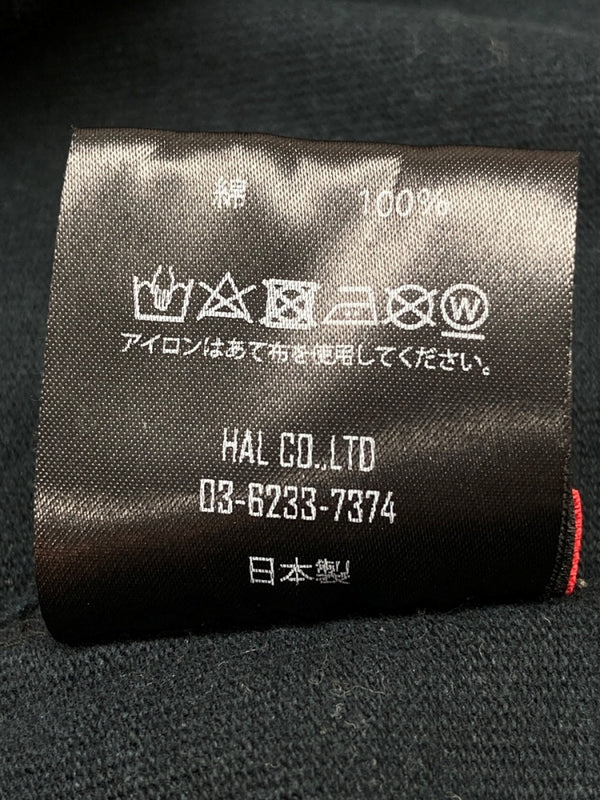 綿 100%
W
アイロンはあて布を使用してください。
HAL CO.,LTD
03-6233-7374
日本製